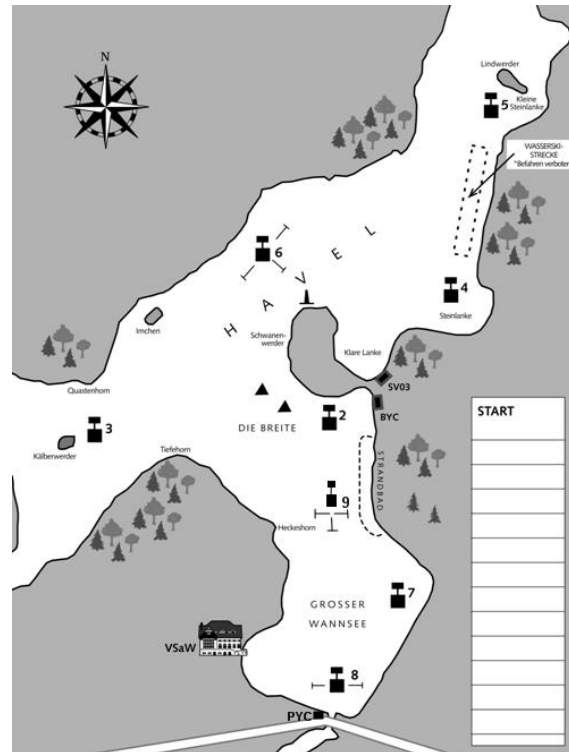 N
Lindwerder
Kleine
Steinlanke
5
WASSERSKI-
STRECKE
*Befahren verboten
6
H A V E L
4
Steinlanke
Imchen
Schwanen-
werder
Klare Lanke
SV03
BYC
Quastenhorn
START
3
2
DIE BREITE
Kälberwerder
Tiefehorn
STRANDBAD
9
Heckeshorn
7
GROSSER
WANNSEE
VSaW
8
PYC